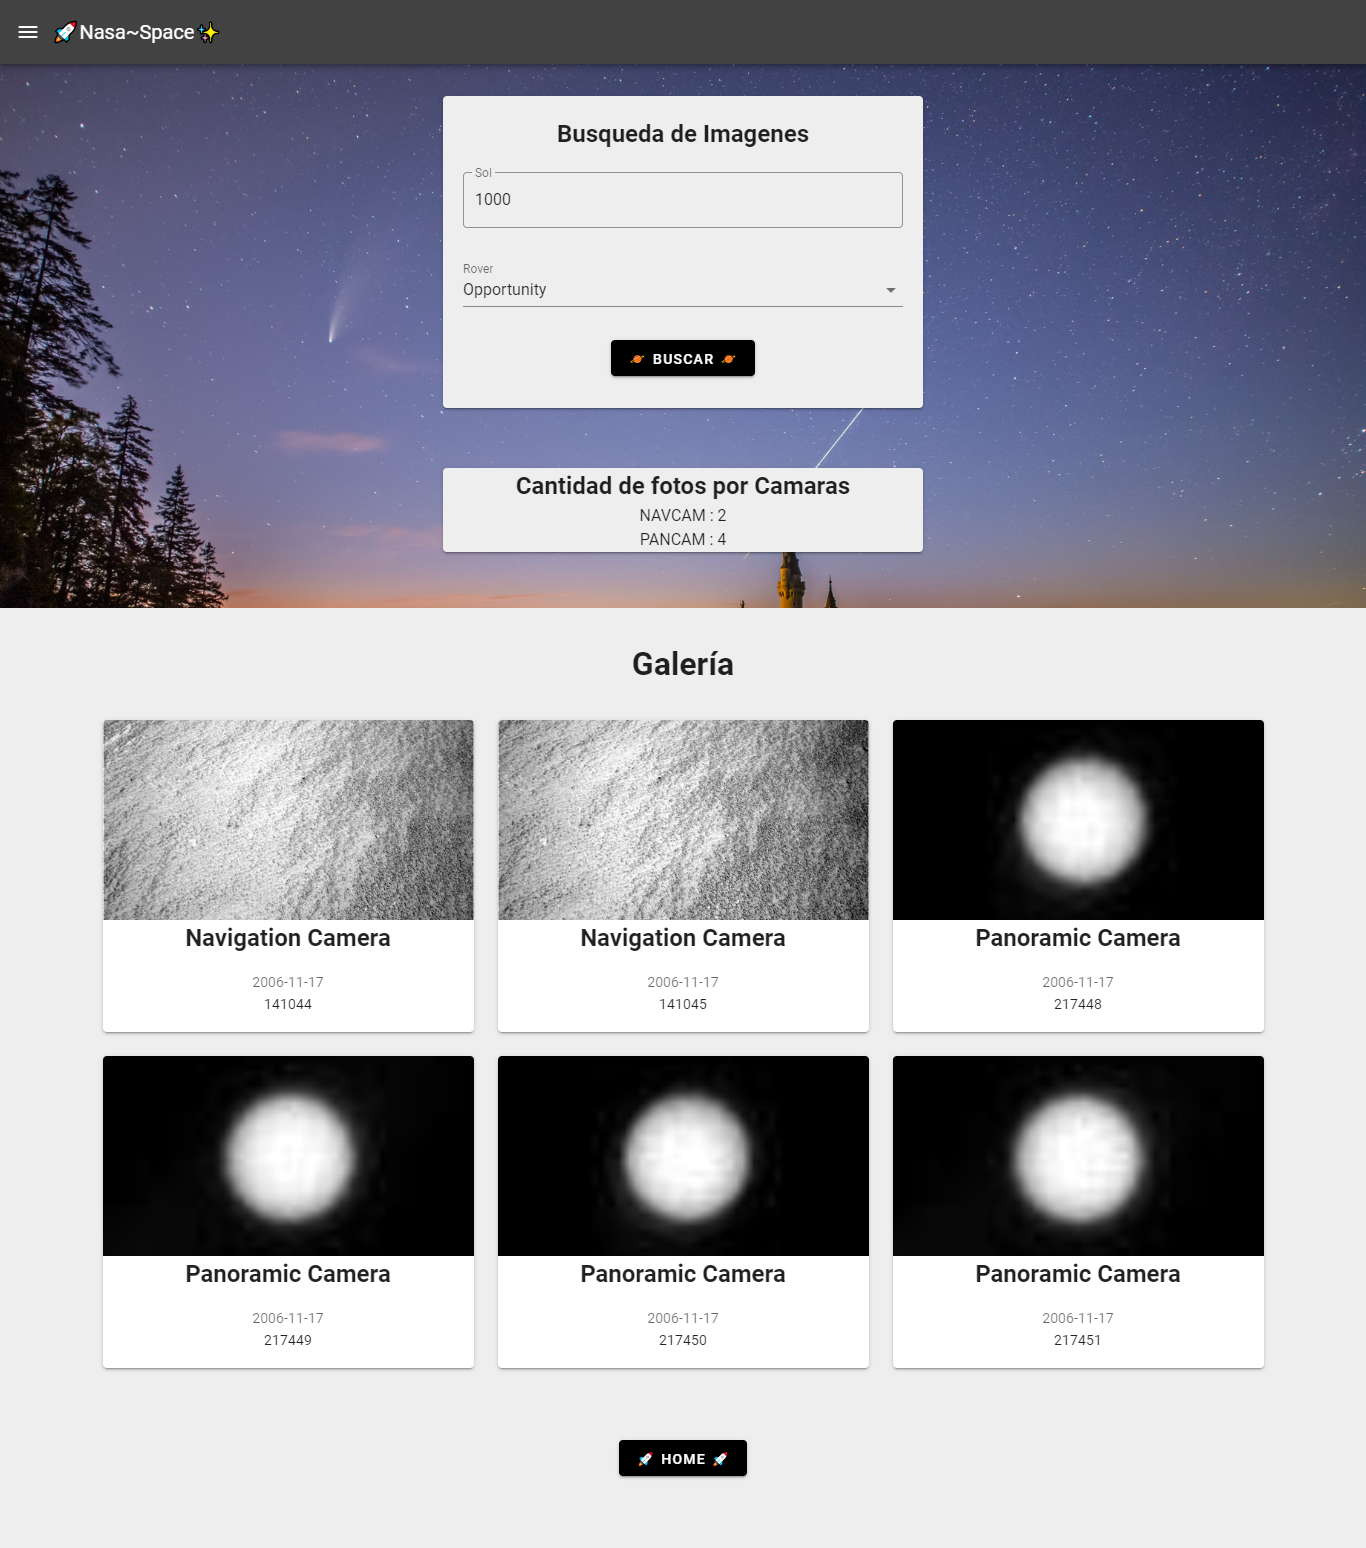 🚀Nasa~Space✨
Busqueda de Imagenes
Sol
1000
Rover
Opportunity
🪐 BUSCAR 🪐
Cantidad de fotos por Camaras
NAVCAM : 2
PANCAM : 4
Galería
Navigation Camera
2006-11-17
141044
Navigation Camera
2006-11-17
141045
Panoramic Camera
2006-11-17
217448
Panoramic Camera
2006-11-17
217449
Panoramic Camera
2006-11-17
217450
Panoramic Camera
2006-11-17
217451
🚀 HOME 🚀